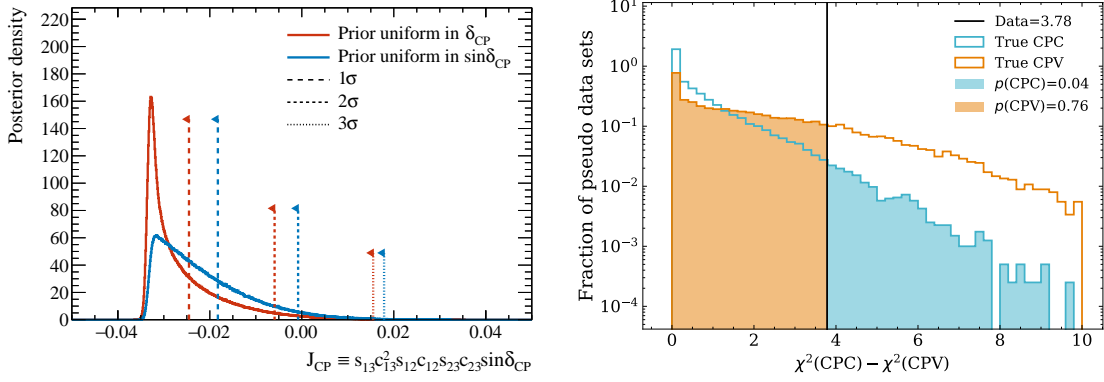 220
200
180
160
140
120
100
80
60
40
20
0
Posterior density
Prior uniform in δCP
Prior uniform in sinδCP
1σ
2σ
3σ
−0.04 −0.02 0.00 0.02 0.04
JCP ≡ s13c²13s12c12s23c23sinδCP
10¹
10⁰
10⁻¹
10⁻²
10⁻³
10⁻⁴
Fraction of pseudo data sets
Data=3.78
True CPC
True CPV
p(CPC)=0.04
p(CPV)=0.76
0 2 4 6 8 10
χ²(CPC) − χ²(CPV)